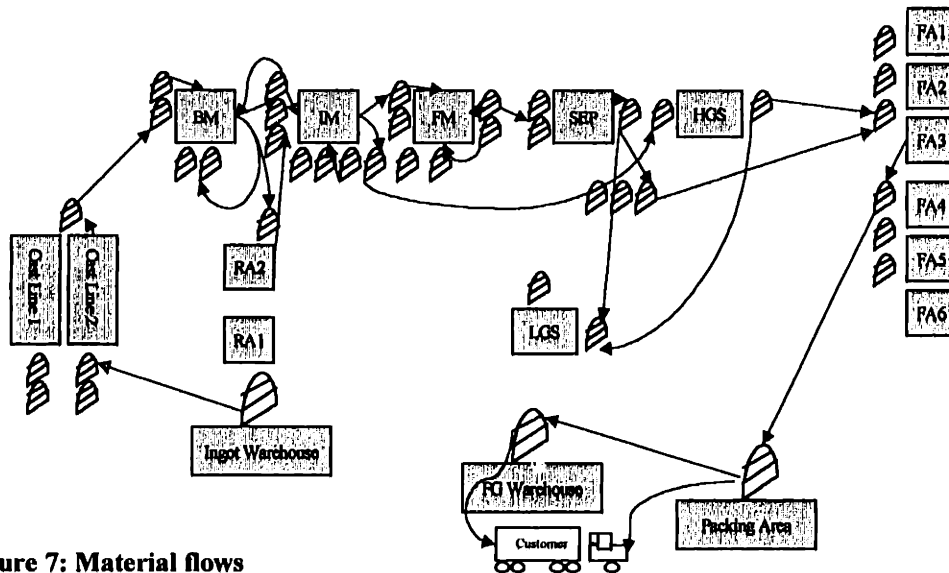 FA1
FA2
BM
IM
FM
SEP
HGS
FA3
FA4
Cast Line 1
Cast Line 2
RA2
FA5
FA6
RA1
LGS
Ingot Warehouse
FG Warehouse
Packing Area
Customer
ure 7: Material flows